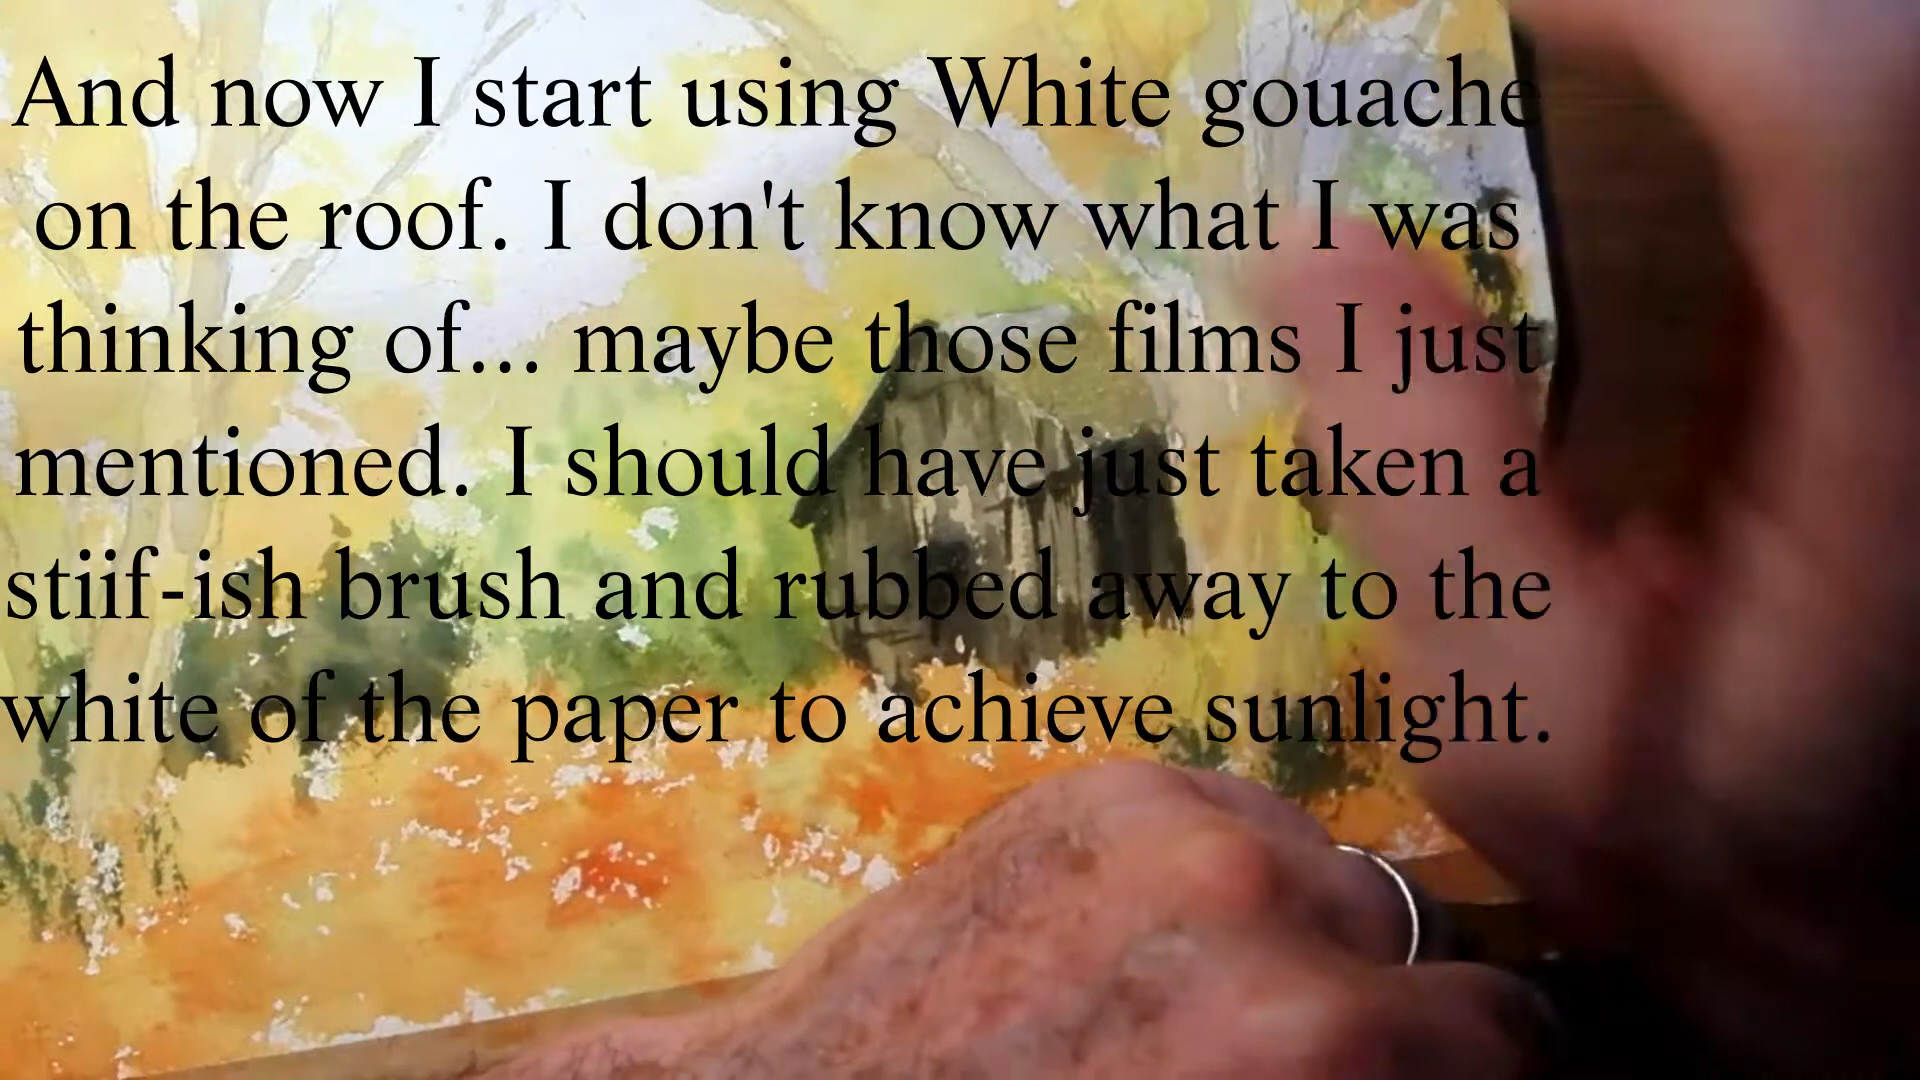 And now I start using White gouache
on the roof. I don't know what I was
thinking of... maybe those films I just
mentioned. I should have just taken a
stiif-ish brush and rubbed away to the
white of the paper to achieve sunlight.